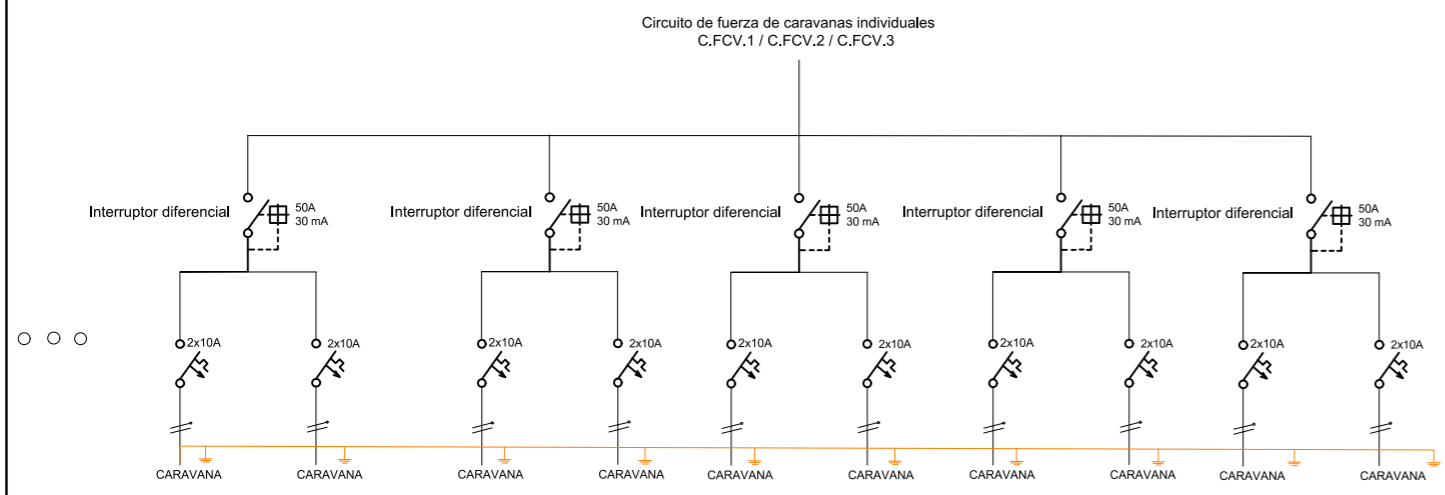 Circuito de fuerza de caravanas individuales
C.FCV.1 / C.FCV.2 / C.FCV.3
Interruptor diferencial
50A
30 mA
Interruptor diferencial
50A
30 mA
Interruptor diferencial
50A
30 mA
Interruptor diferencial
50A
30 mA
Interruptor diferencial
50A
30 mA
2x10A
2x10A
2x10A
2x10A
2x10A
2x10A
2x10A
2x10A
2x10A
2x10A
CARAVANA
CARAVANA
CARAVANA
CARAVANA
CARAVANA
CARAVANA
CARAVANA
CARAVANA
CARAVANA
CARAVANA